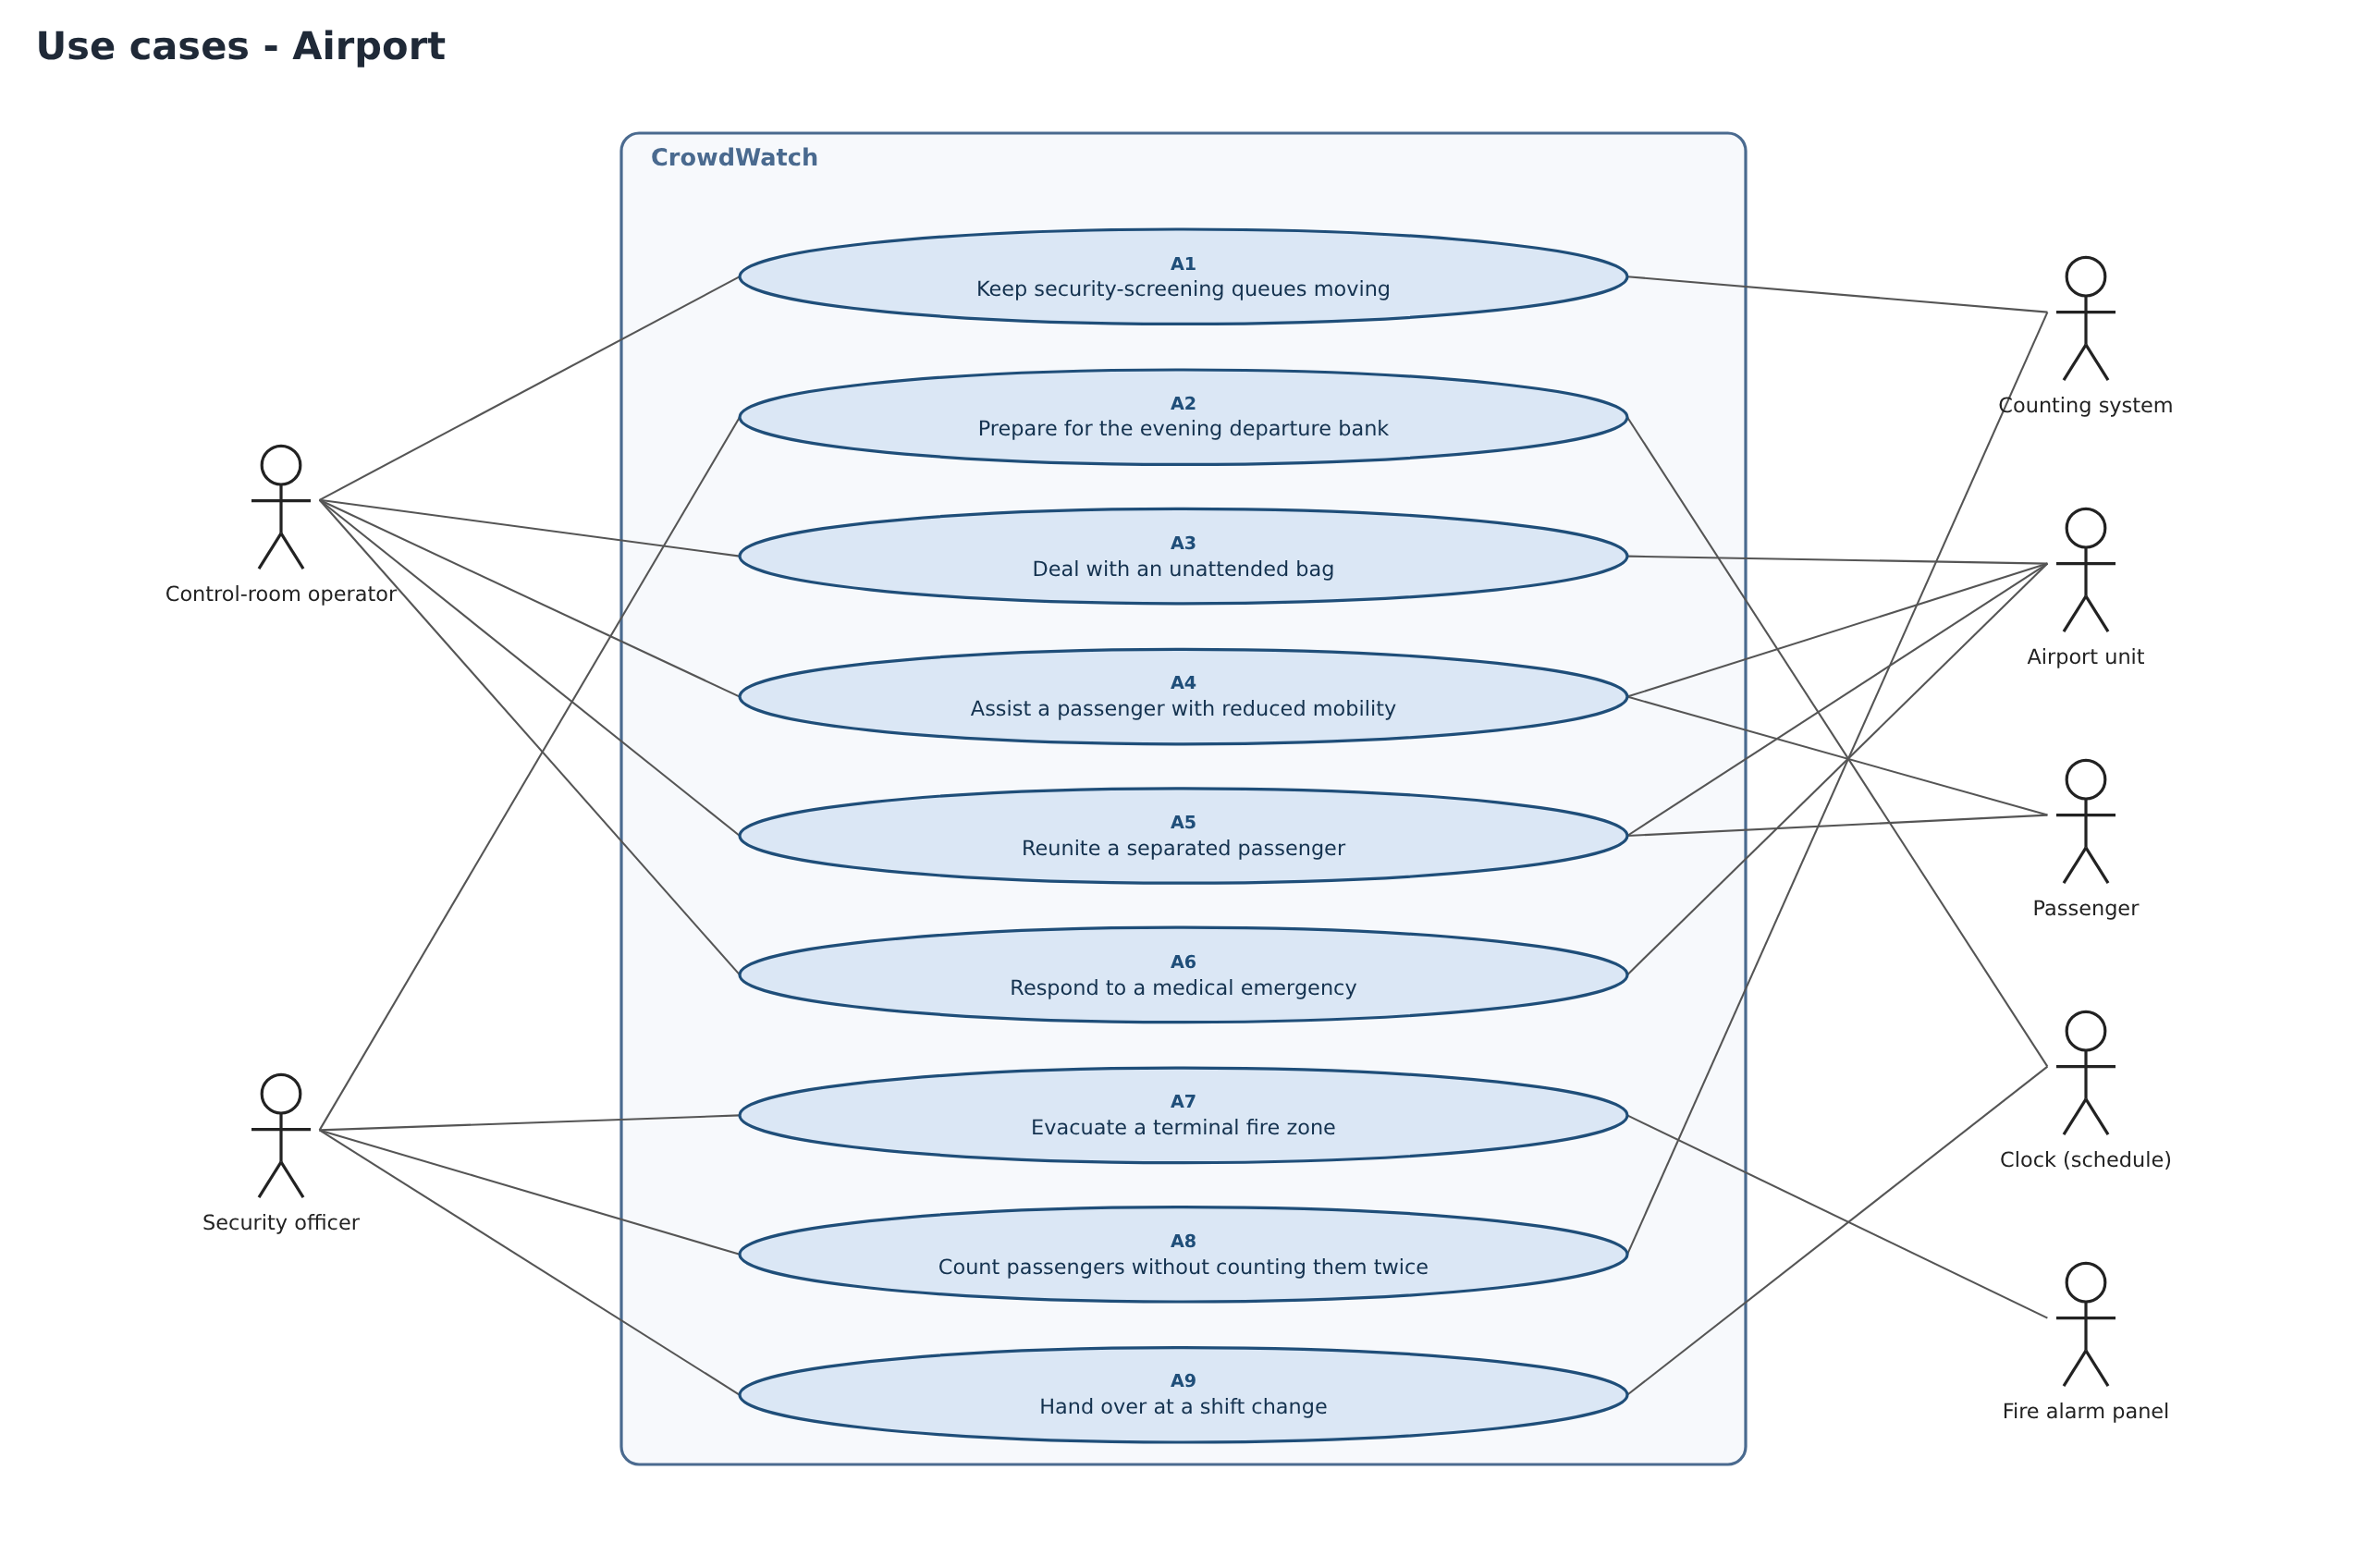 Use cases - Airport
CrowdWatch
A1
Keep security-screening queues moving
A2
Prepare for the evening departure bank
A3
Deal with an unattended bag
A4
Assist a passenger with reduced mobility
A5
Reunite a separated passenger
A6
Respond to a medical emergency
A7
Evacuate a terminal fire zone
A8
Count passengers without counting them twice
A9
Hand over at a shift change
Control-room operator
Security officer
Counting system
Airport unit
Passenger
Clock (schedule)
Fire alarm panel